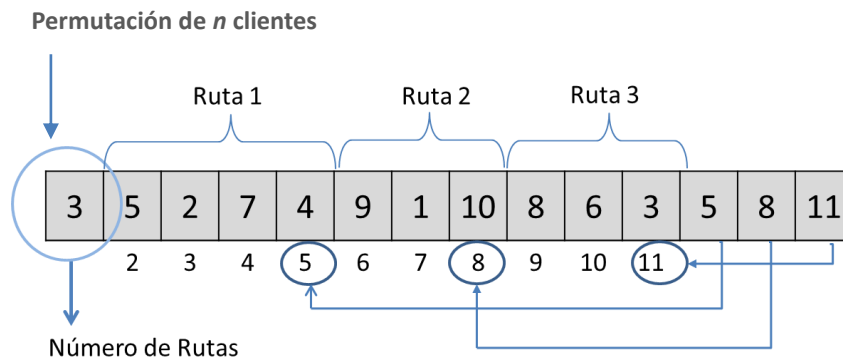 Permutación de n clientes
Ruta 1 Ruta 2 Ruta 3
3 5 2 7 4 9 1 10 8 6 3 5 8 11
2 3 4 5 6 7 8 9 10 11
Número de Rutas